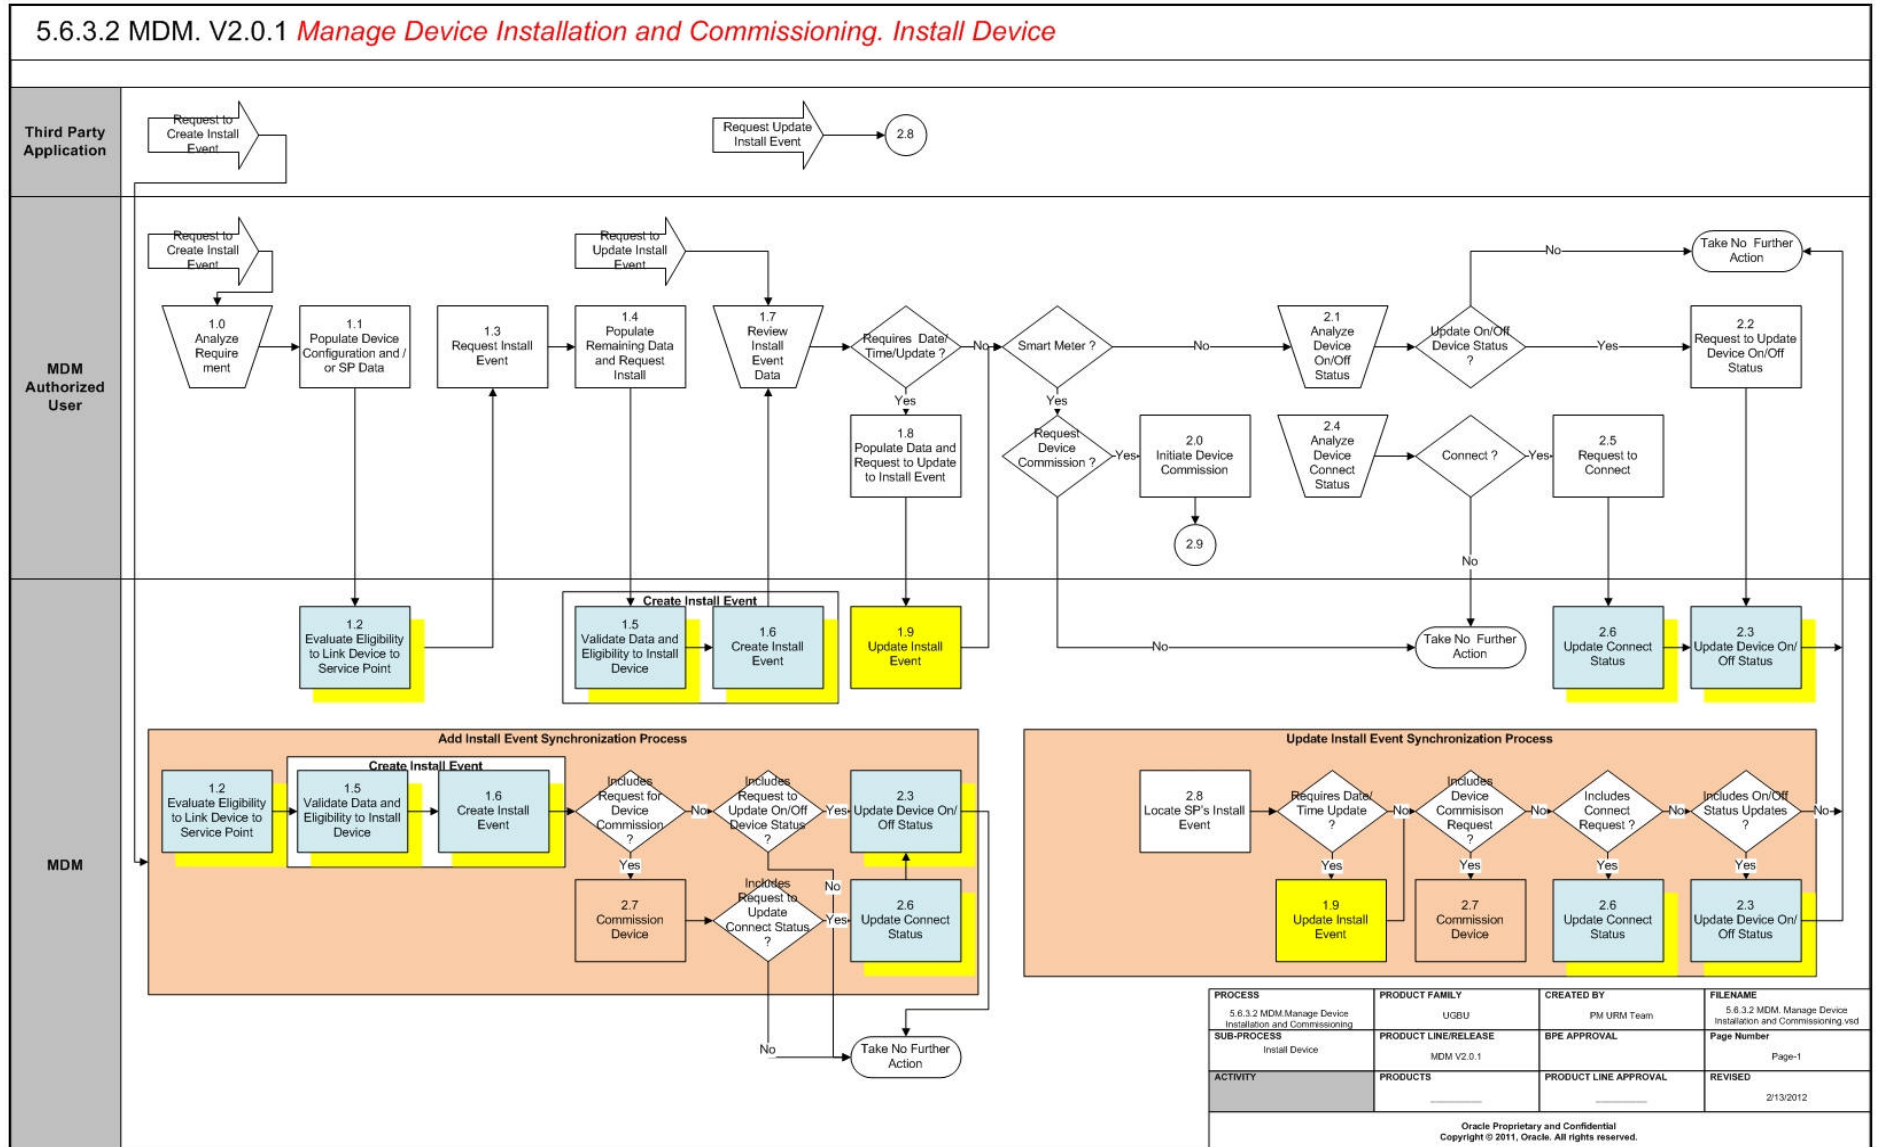 5.6.3.2 MDM. V2.0.1 Manage Device Installation and Commissioning. Install Device
Third Party
Application
Request to
Create Install
Event
Request Update
Install Event
2.8
MDM
Authorized
User
Request to
Create Install
Event
Request to
Update Install
Event
No
Take No Further
Action
1.0
Analyze
Require
ment
1.1
Populate Device
Configuration and /
or SP Data
1.3
Request Install
Event
1.4
Populate
Remaining Data
and Request
Install
1.7
Review
Install
Event
Data
Requires Date/
Time/Update ?
No
Smart Meter ?
No
2.1
Analyze
Device
On/Off
Status
Update On/Off
Device Status
?
Yes
2.2
Request to Update
Device On/Off
Status
Yes
Yes
1.8
Populate Data and
Request to Update
to Install Event
Request
Device
Commission ?
Yes
2.0
Initiate Device
Commission
2.4
Analyze
Device
Connect
Status
Connect ?
Yes
2.5
Request to
Connect
2.9
No
MDM
1.2
Evaluate Eligibility
to Link Device to
Service Point
Create Install Event
1.5
Validate Data and
Eligibility to Install
Device
1.6
Create Install
Event
1.9
Update Install
Event
No
Take No Further
Action
2.6
Update Connect
Status
2.3
Update Device On/
Off Status
Add Install Event Synchronization Process
Create Install Event
1.2
Evaluate Eligibility
to Link Device to
Service Point
1.5
Validate Data and
Eligibility to Install
Device
1.6
Create Install
Event
Includes
Request for
Device
Commission
?
No
Includes
Request to
Update On/Off
Device Status
?
Yes
2.3
Update Device On/
Off Status
Yes
No
2.7
Commission
Device
Includes
Request to
Update
Connect Status
?
Yes
2.6
Update Connect
Status
No
Take No Further
Action
Update Install Event Synchronization Process
2.8
Locate SP's Install
Event
Requires Date/
Time Update
?
No
Includes
Device
Commisison
Request
?
No
Includes
Connect
Request ?
No
Includes On/Off
Status Updates
?
No
Yes
Yes
Yes
Yes
1.9
Update Install
Event
2.7
Commission
Device
2.6
Update Connect
Status
2.3
Update Device On/
Off Status
PROCESS
5.6.3.2 MDM.Manage Device
Installation and Commissioning
PRODUCT FAMILY
UGBU
CREATED BY
PM URM Team
FILENAME
5.6.3.2 MDM. Manage Device
Installation and Commissioning.vsd
SUB-PROCESS
Install Device
PRODUCT LINE/RELEASE
MDM V2.0.1
BPE APPROVAL
Page Number
Page-1
ACTIVITY
PRODUCTS
PRODUCT LINE APPROVAL
REVISED
2/13/2012
Oracle Proprietary and Confidential
Copyright © 2011, Oracle. All rights reserved.